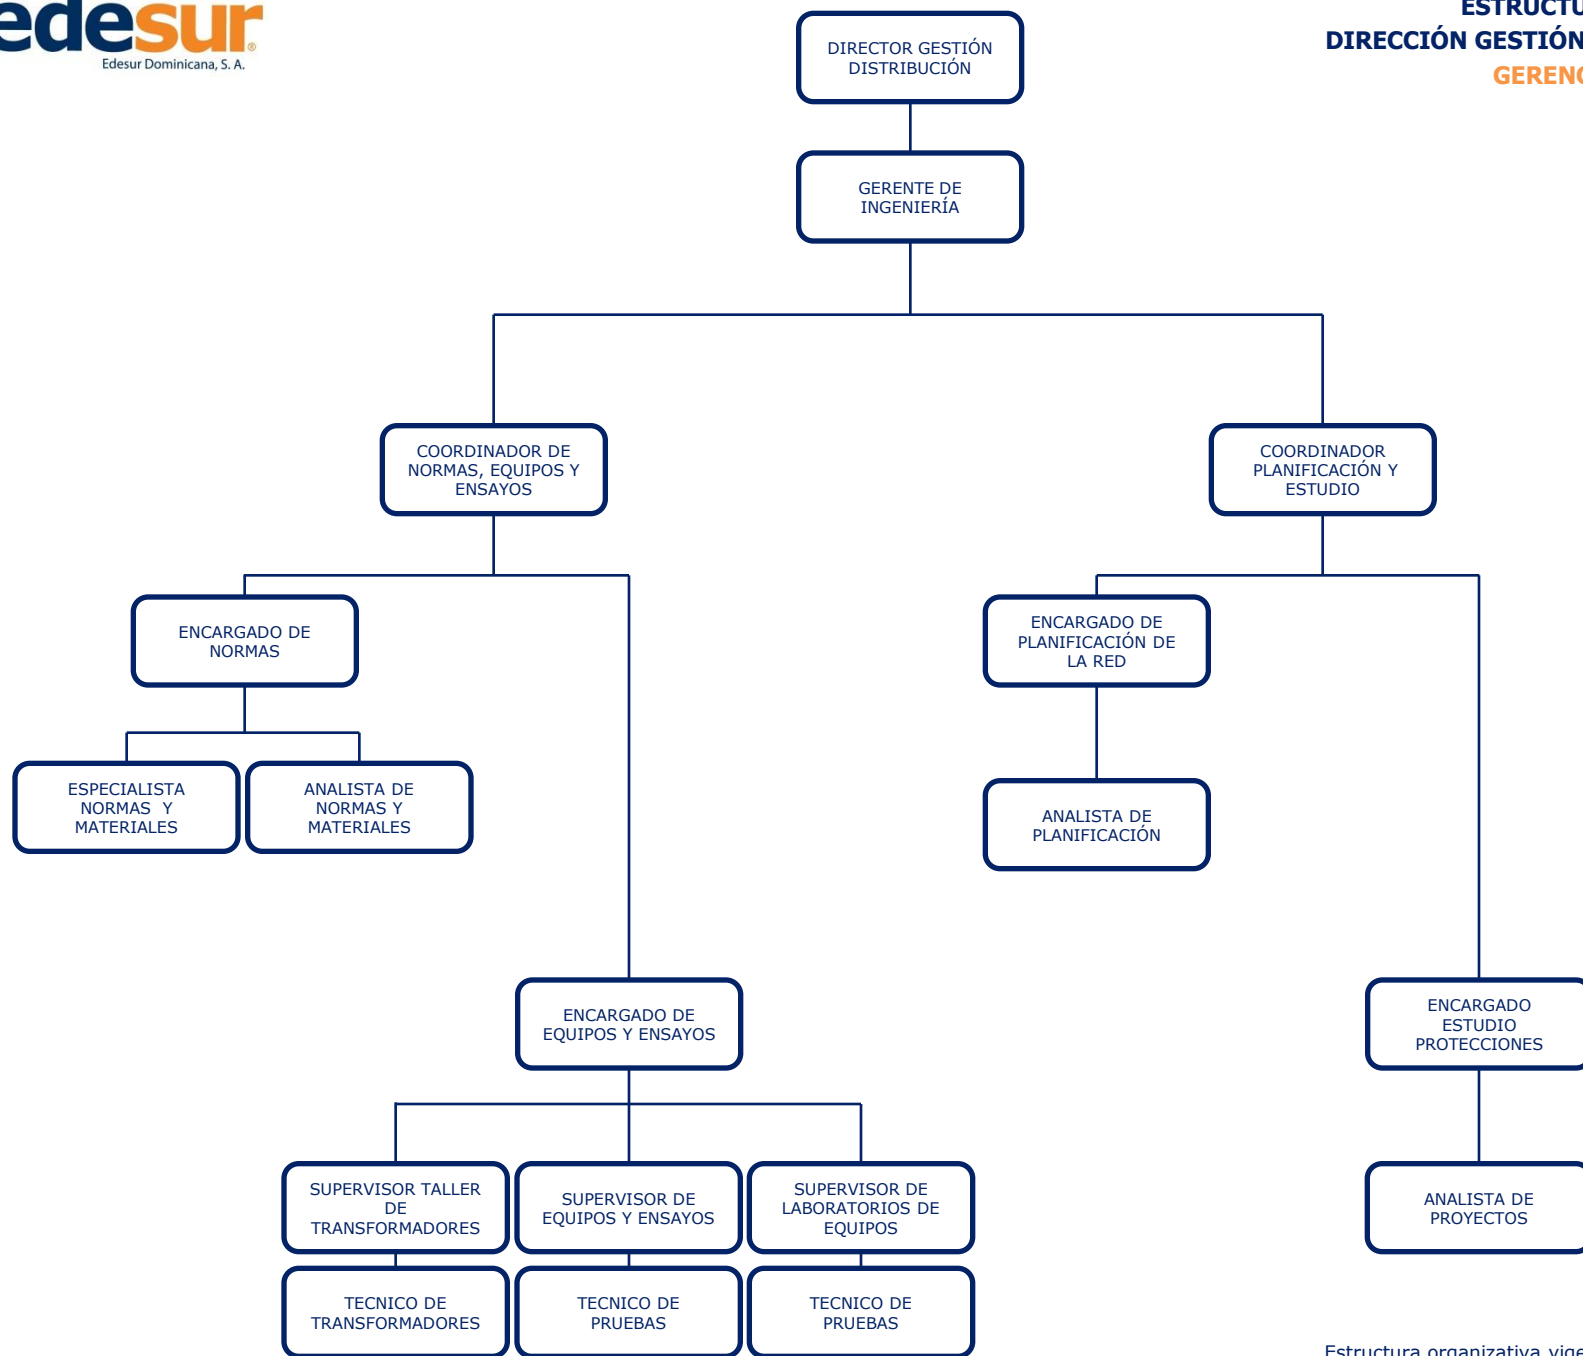 edesur
Edesur Dominicana, S. A.
DIRECCIÓN GESTIÓN
DIRECTOR GESTIÓN
DISTRIBUCIÓN
GERENTE DE
INGENIERÍA
COORDINADOR DE
NORMAS, EQUIPOS Y
ENSAYOS
COORDINADOR
PLANIFICACIÓN Y
ESTUDIO
ENCARGADO DE
NORMAS
ENCARGADO DE
PLANIFICACIÓN DE
LA RED
ESPECIALISTA
NORMAS Y
MATERIALES
ANALISTA DE
NORMAS Y
MATERIALES
ANALISTA DE
PLANIFICACIÓN
ENCARGADO DE
EQUIPOS Y ENSAYOS
ENCARGADO
ESTUDIO
PROTECCIONES
SUPERVISOR TALLER
DE
TRANSFORMADORES
SUPERVISOR DE
EQUIPOS Y ENSAYOS
SUPERVISOR DE
LABORATORIOS DE
EQUIPOS
ANALISTA DE
PROYECTOS
TECNICO DE
TRANSFORMADORES
TECNICO DE
PRUEBAS
TECNICO DE
PRUEBAS
Estructura organizativa